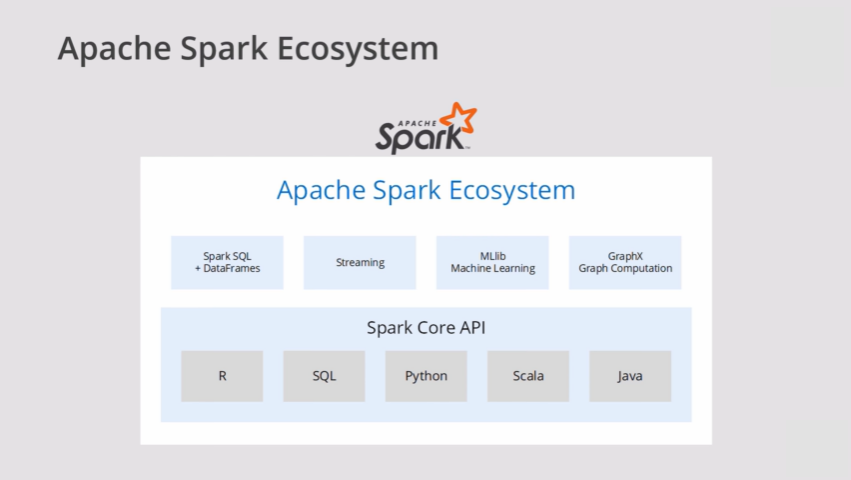 Apache Spark Ecosystem
APACHE
Spark™
Apache Spark Ecosystem
Spark SQL
+ DataFrames
Streaming
MLlib
Machine Learning
GraphX
Graph Computation
Spark Core API
R
SQL
Python
Scala
Java